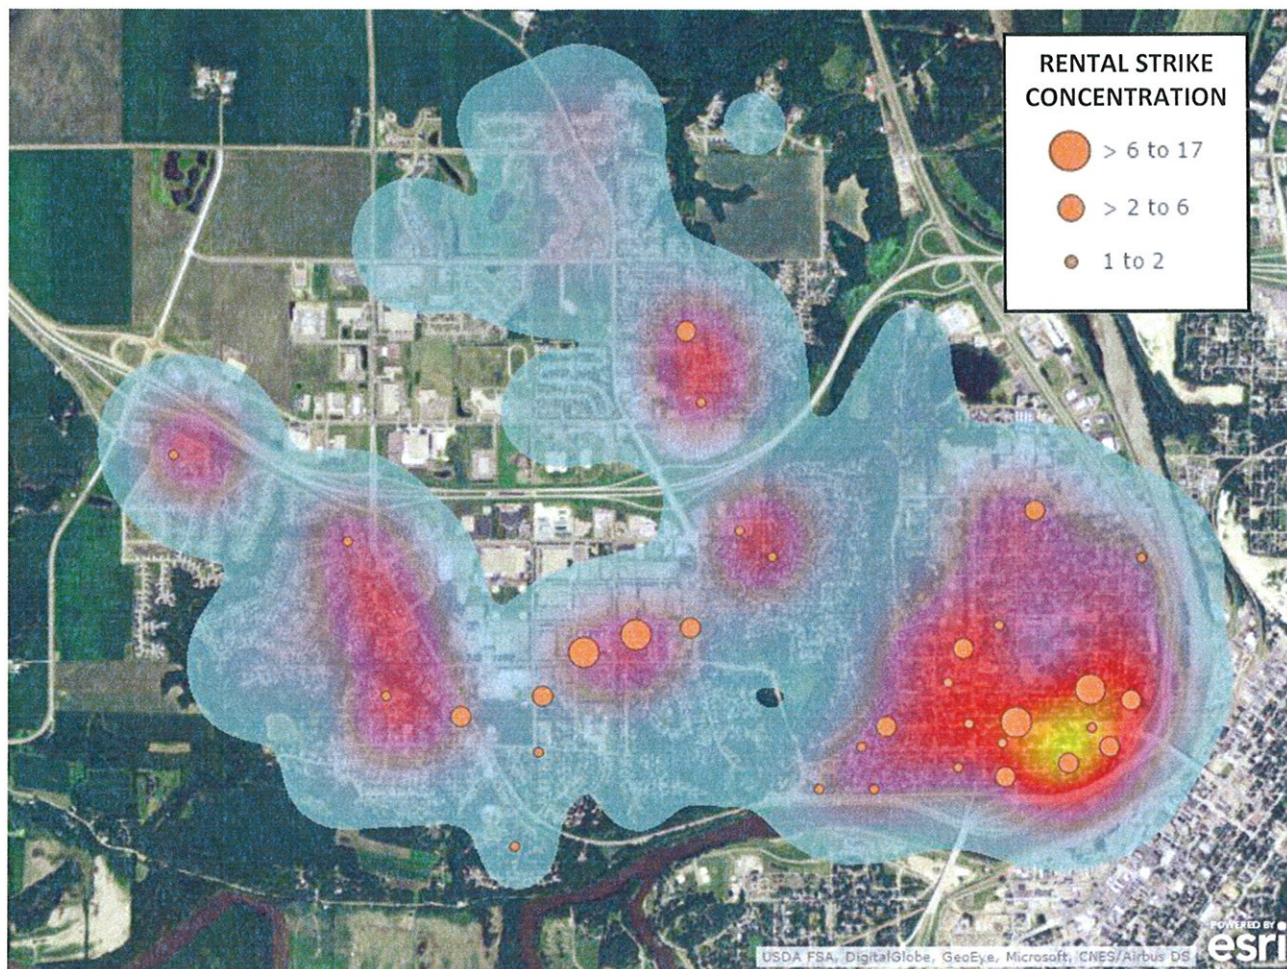 RENTAL STRIKE
CONCENTRATION
> 6 to 17
> 2 to 6
1 to 2
POWERED BY
esri
USDA FSA, DigitalGlobe, GeoEye, Microsoft, CNES/Airbus DS